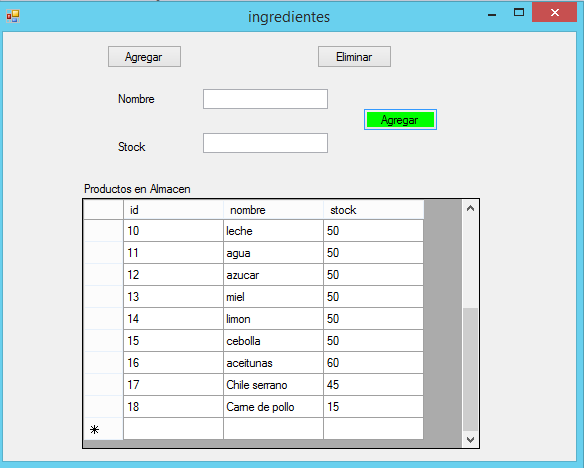 ingredientes
Agregar Eliminar
Nombre
Agregar
Stock
Productos en Almacen
id nombre stock
10 leche 50
11 agua 50
12 azucar 50
13 miel 50
14 limon 50
15 cebolla 50
16 aceitunas 60
17 Chile serrano 45
18 Carne de pollo 15